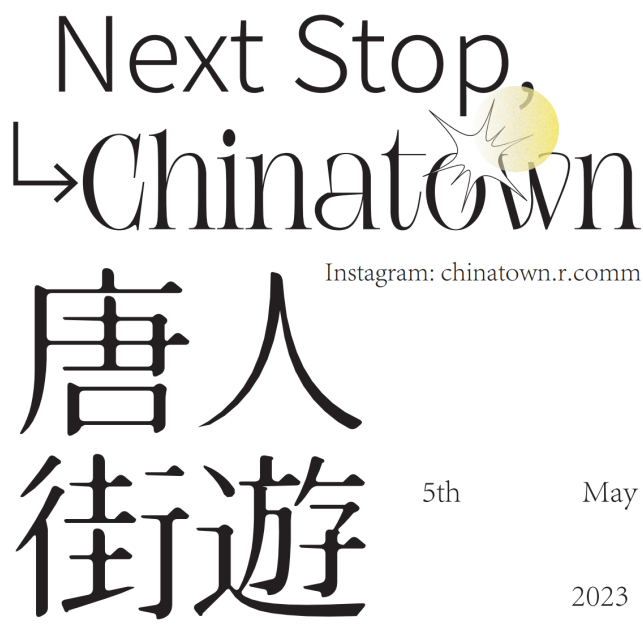 Next Stop,
Chinatown
Instagram: chinatown.r.comm
唐人
街遊
5th May
2023